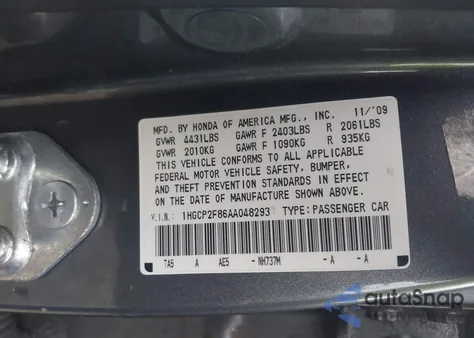 MFD. BY HONDA OF AMERICA MFG., INC. 11/'09
GVWR 4431LBS GAWR F 2403LBS R 2061LBS
GVWR 2010KG GAWR F 1090KG R 935KG
THIS VEHICLE CONFORMS TO ALL APPLICABLE
FEDERAL MOTOR VEHICLE SAFETY, BUMPER,
AND THEFT PREVENTION STANDARDS IN EFFECT
ON THE DATE OF MANUFACTURE SHOWN ABOVE.
V.I.N.: 1HGCP2F86AA048293 TYPE: PASSENGER CAR
TA5 A AE5 - NH737M -A -A
autoSnap